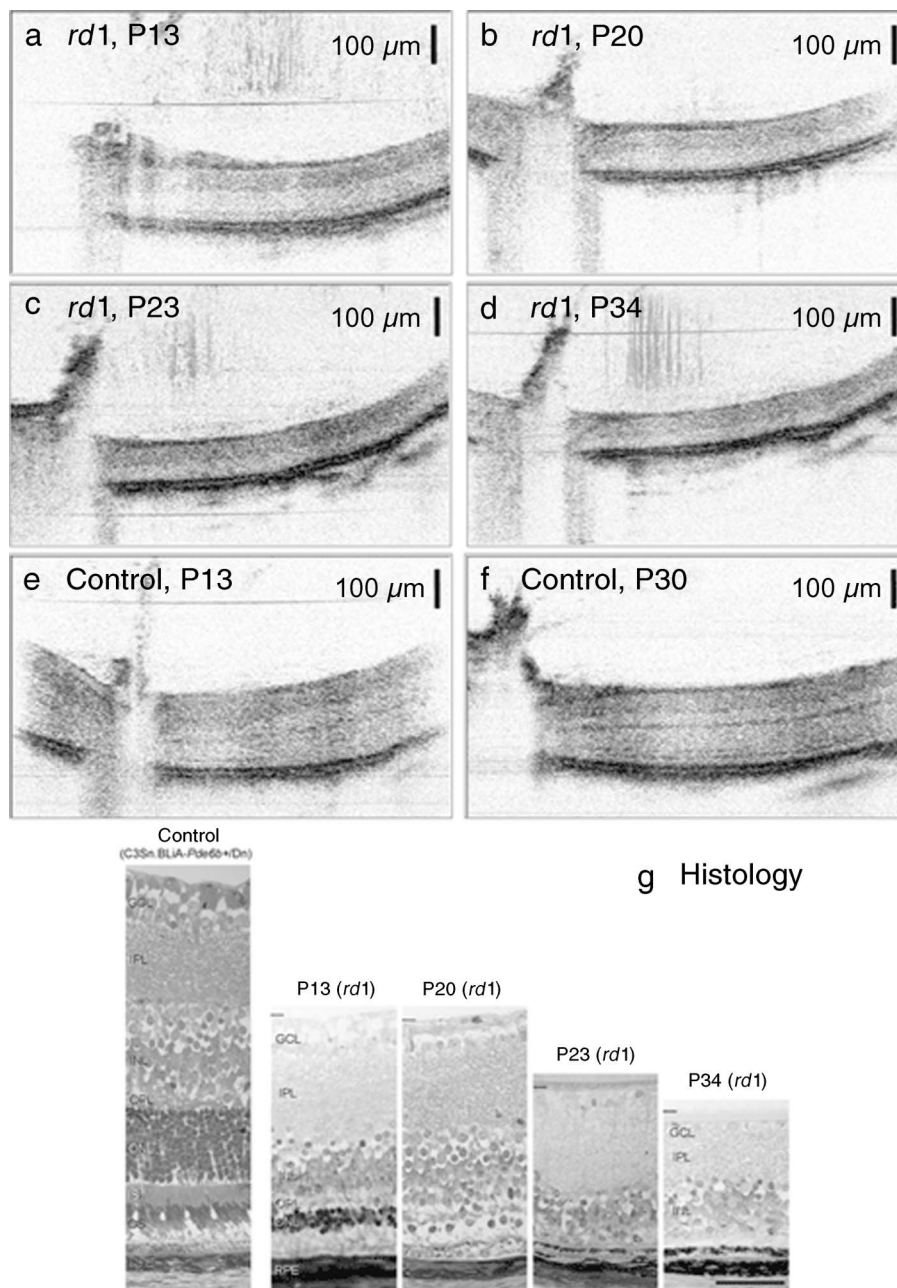 a rd1, P13 100 µm
b rd1, P20 100 µm
c rd1, P23 100 µm
d rd1, P34 100 µm
e Control, P13 100 µm
f Control, P30 100 µm
Control
(C3Sn.BLiA-Pde6b+/Dn)
g Histology
P13 (rd1)
P20 (rd1)
P23 (rd1)
P34 (rd1)
GCL
IPL
INL
OPL
GCL
IPL
RPE
GCL
IPL
INL